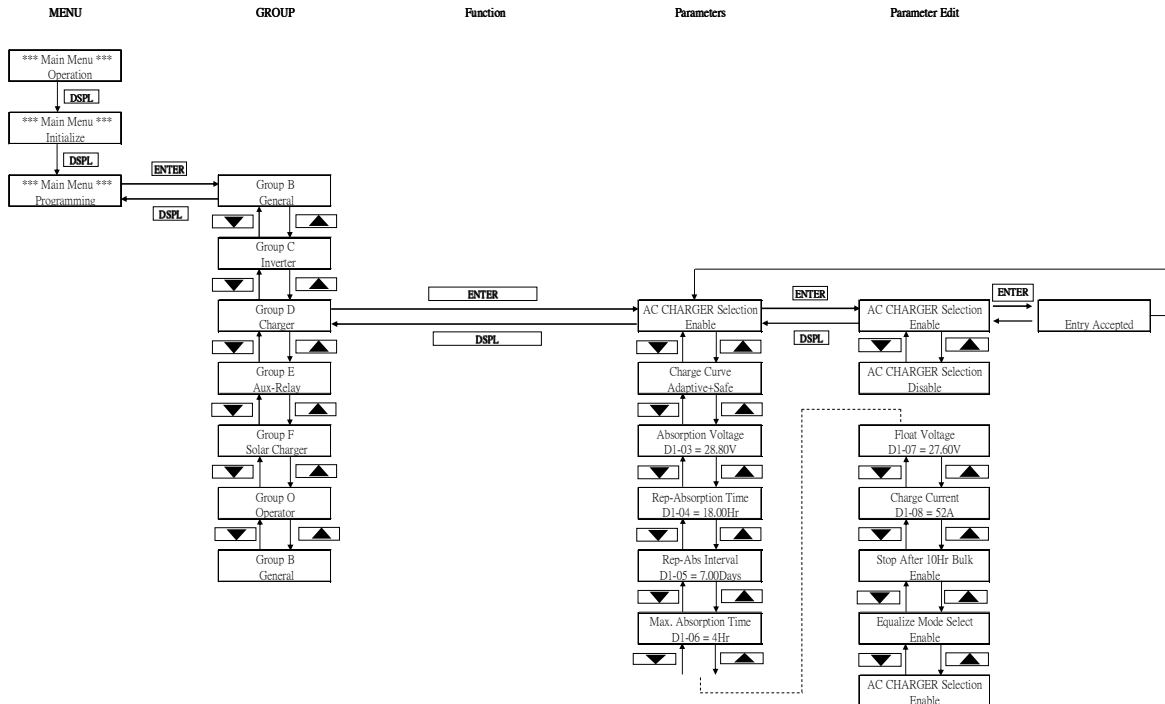 MENU
GROUP
Function
Parameters
Parameter Edit
*** Main Menu ***
Operation
DSPL
*** Main Menu ***
Initialize
DSPL
*** Main Menu ***
Programming
ENTER
DSPL
Group B
General
Group C
Inverter
Group D
Charger
Group E
Aux-Relay
Group F
Solar Charger
Group O
Operator
Group B
General
ENTER
DSPL
AC CHARGER Selection
Enable
Charge Curve
Adaptive+Safe
Absorption Voltage
D1-03 = 28.80V
Rep-Absorption Time
D1-04 = 18.00Hr
Rep-Abs Interval
D1-05 = 7.00Days
Max. Absorption Time
D1-06 = 4Hr
ENTER
DSPL
AC CHARGER Selection
Enable
AC CHARGER Selection
Disable
Float Voltage
D1-07 = 27.60V
Charge Current
D1-08 = 52A
Stop After 10Hr Bulk
Enable
Equalize Mode Select
Enable
AC CHARGER Selection
Enable
ENTER
Entry Accepted